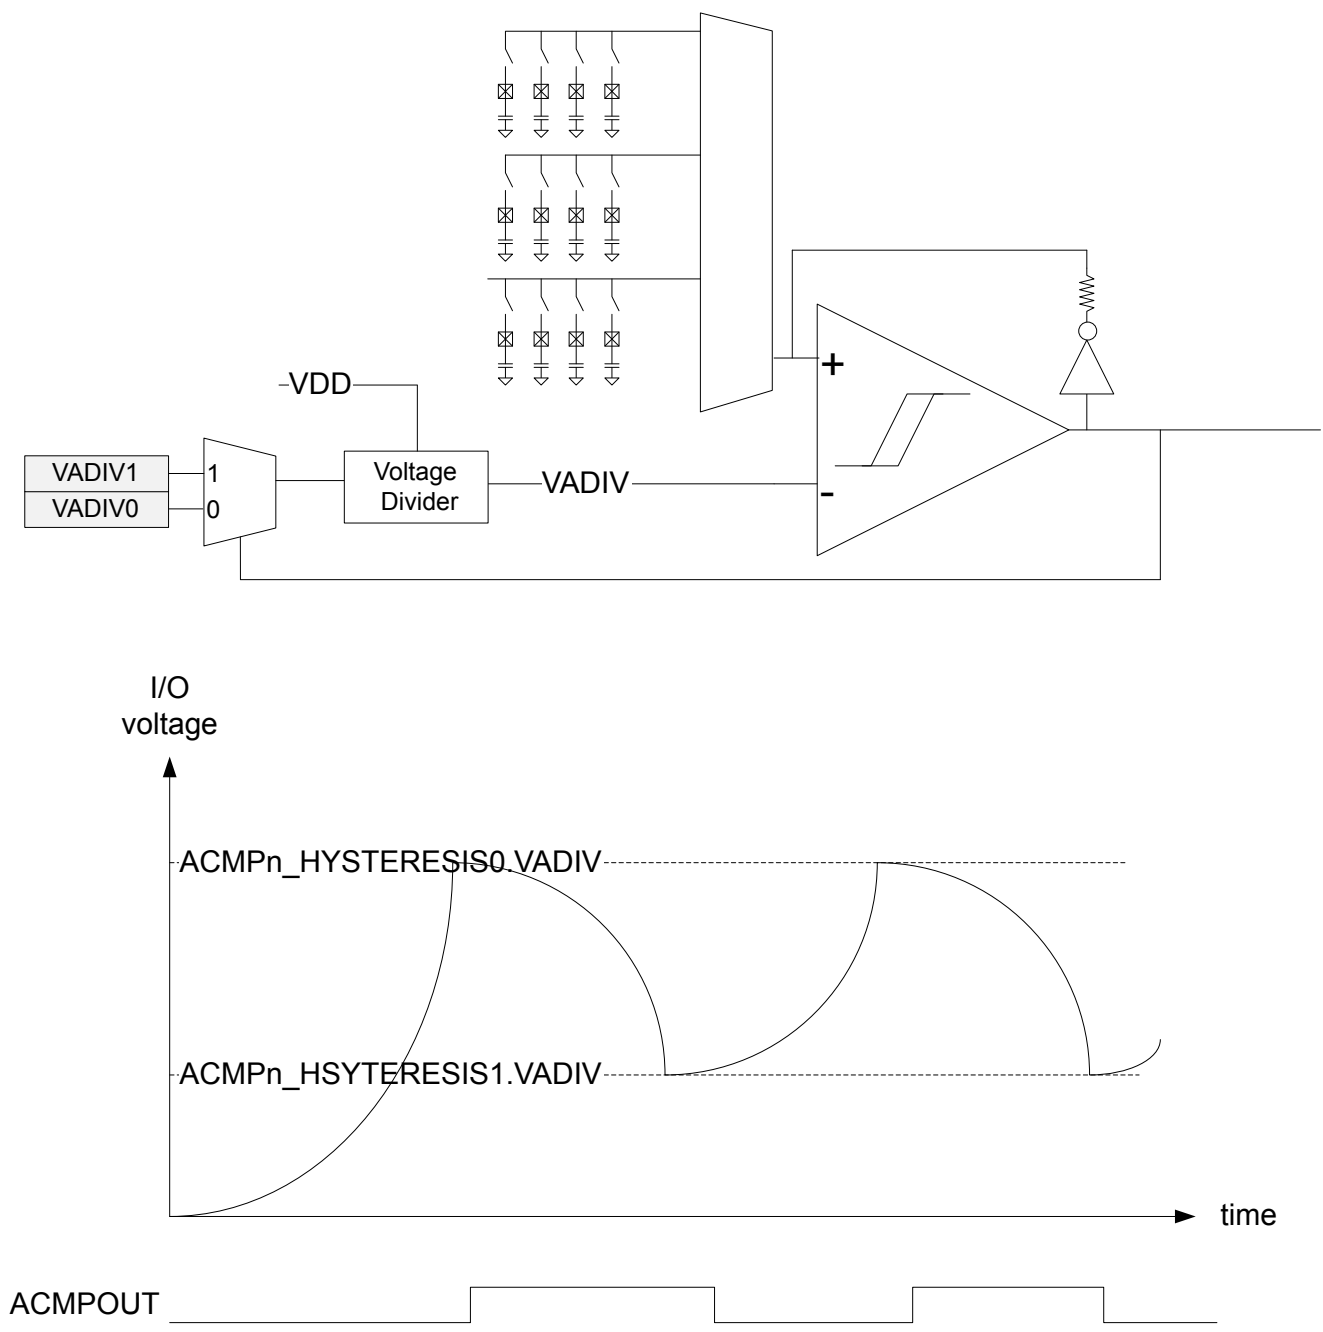 +
VDD
VADIV1
1
Voltage
Divider
VADIV
VADIV0
0
-
I/O
voltage
ACMPn_HYSTERESIS0.VADIV
ACMPn_HSYTERESIS1.VADIV
time
ACMPOUT